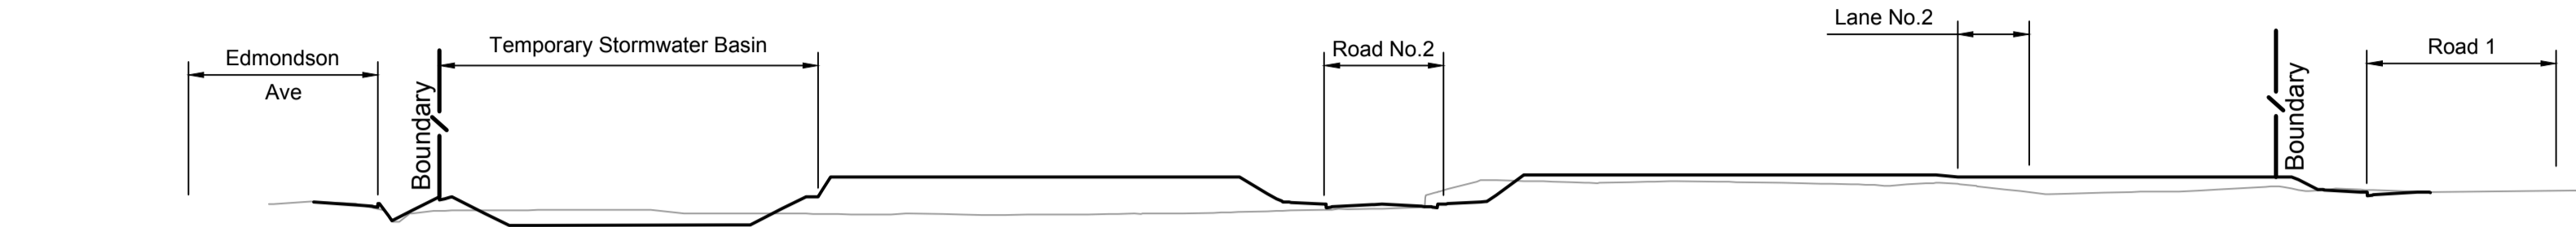 Edmondson
Ave
Boundary
Temporary Stormwater Basin
Road No.2
Lane No.2
Boundary
Road 1